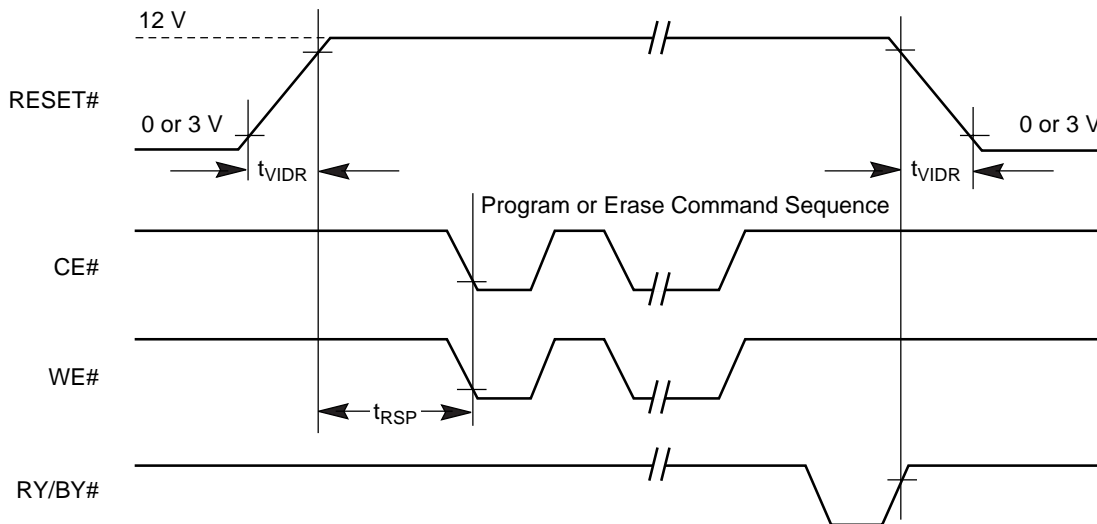 12 V
RESET#
0 or 3 V
0 or 3 V
tVIDR
tVIDR
Program or Erase Command Sequence
CE#
WE#
tRSP
RY/BY#